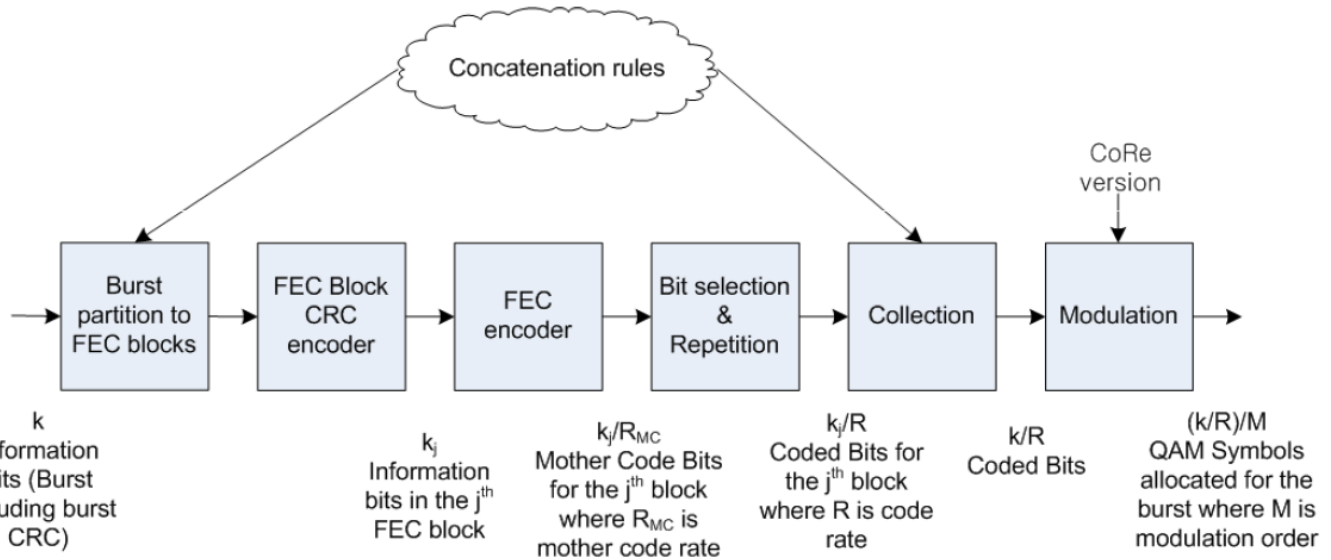 Concatenation rules
CoRe
version
Burst
partition to
FEC blocks
FEC Block
CRC
encoder
FEC
encoder
Bit selection
&
Repetition
Collection
Modulation
k
formation
its (Burst
uding burst
CRC)
kj
Information
bits in the jth
FEC block
kj/RMC
Mother Code Bits
for the jth block
where RMC is
mother code rate
kj/R
Coded Bits for
the jth block
where R is code
rate
k/R
Coded Bits
(k/R)/M
QAM Symbols
allocated for the
burst where M is
modulation order